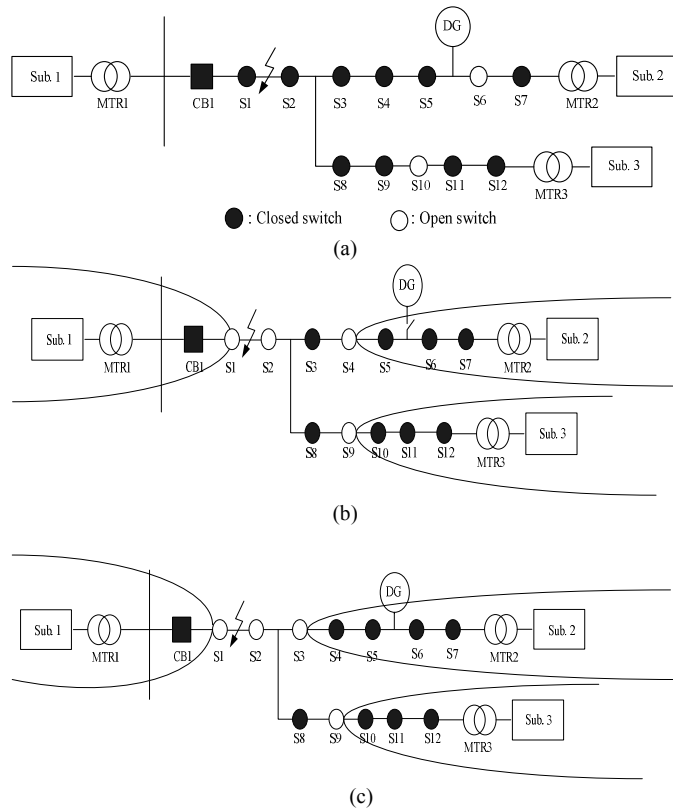 DG
Sub. 1
Sub. 2
MTR1
CB1
S1
S2
S3
S4
S5
S6
S7
MTR2
S8
S9
S10
S11
S12
MTR3
Sub. 3
: Closed switch
: Open switch
(a)
DG
Sub. 1
Sub. 2
MTR1
CB1
S1
S2
S3
S4
S5
S6
S7
MTR2
S8
S9
S10
S11
S12
MTR3
Sub. 3
(b)
DG
Sub. 1
Sub. 2
MTR1
CB1
S1
S2
S3
S4
S5
S6
S7
MTR2
S8
S9
S10
S11
S12
MTR3
Sub. 3
(c)